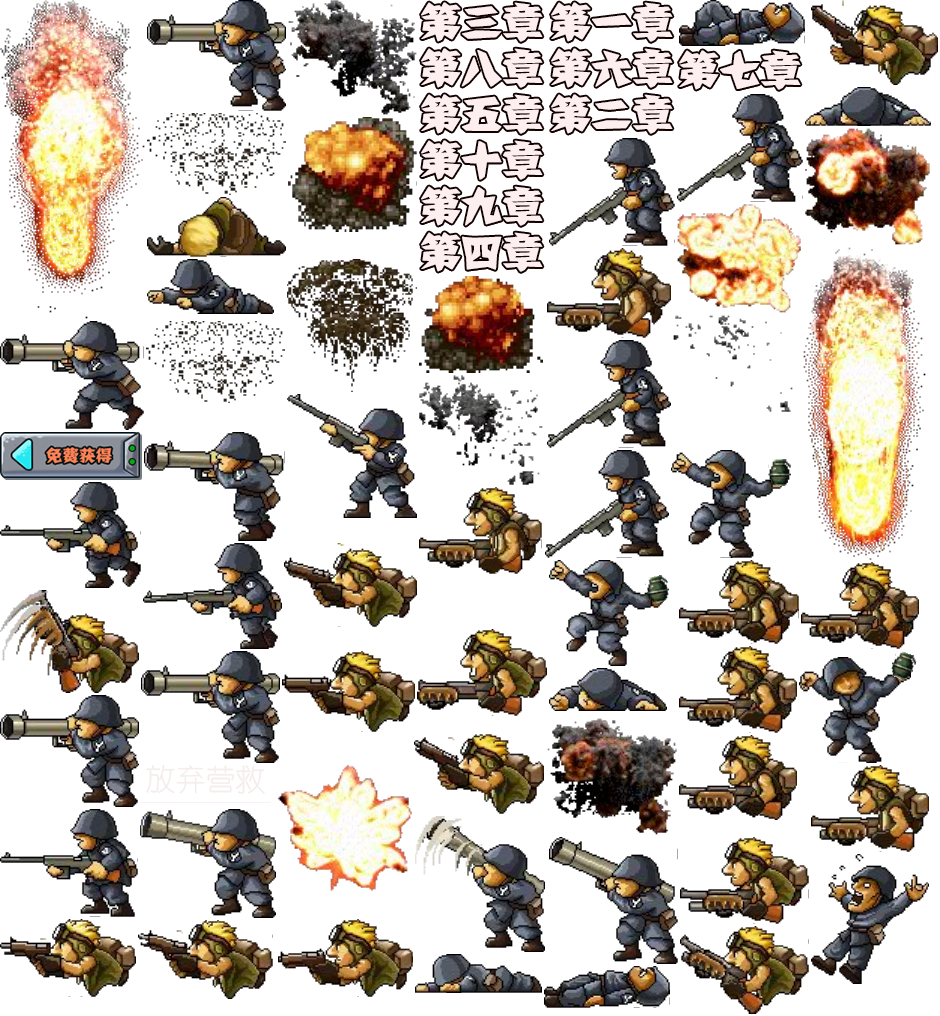 第三章 第一章
第八章 第六章 第七章
第五章 第二章
第十章
第九章
第四章
免费获得
放弃营救